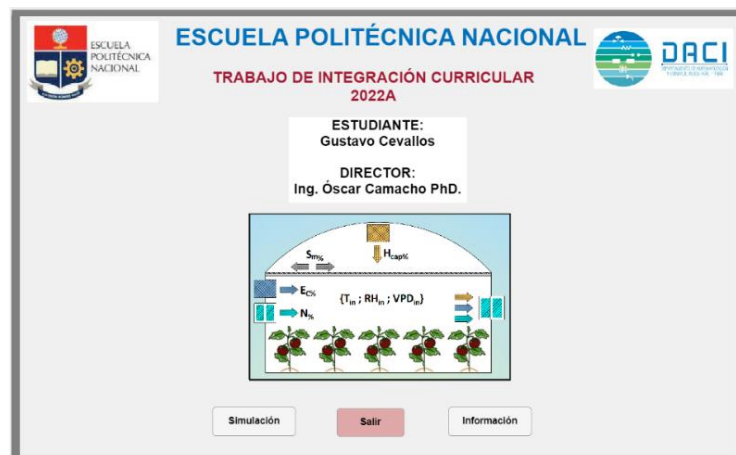 ESCUELA
POLITÉCNICA
NACIONAL
ESCUELA POLITÉCNICA NACIONAL
DACI
TRABAJO DE INTEGRACIÓN CURRICULAR
2022A
ESTUDIANTE:
Gustavo Cevallos
DIRECTOR:
Ing. Óscar Camacho PhD.
Sm%
Hcap%
EC%
{Tin ; RHin ; VPDin}
N%
Simulación
Salir
Información